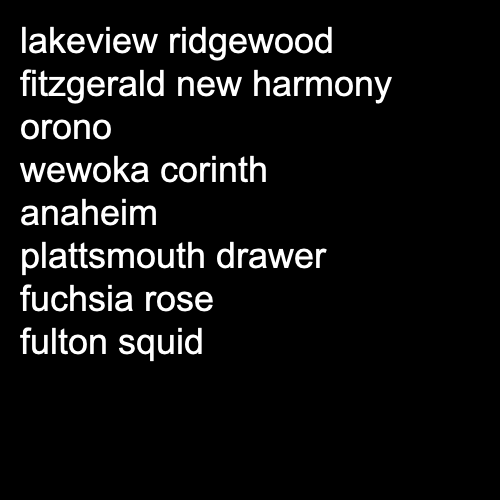 lakeview ridgewood
fitzgerald new harmony
orono
wewoka corinth
anaheim
plattsmouth drawer
fuchsia rose
fulton squid